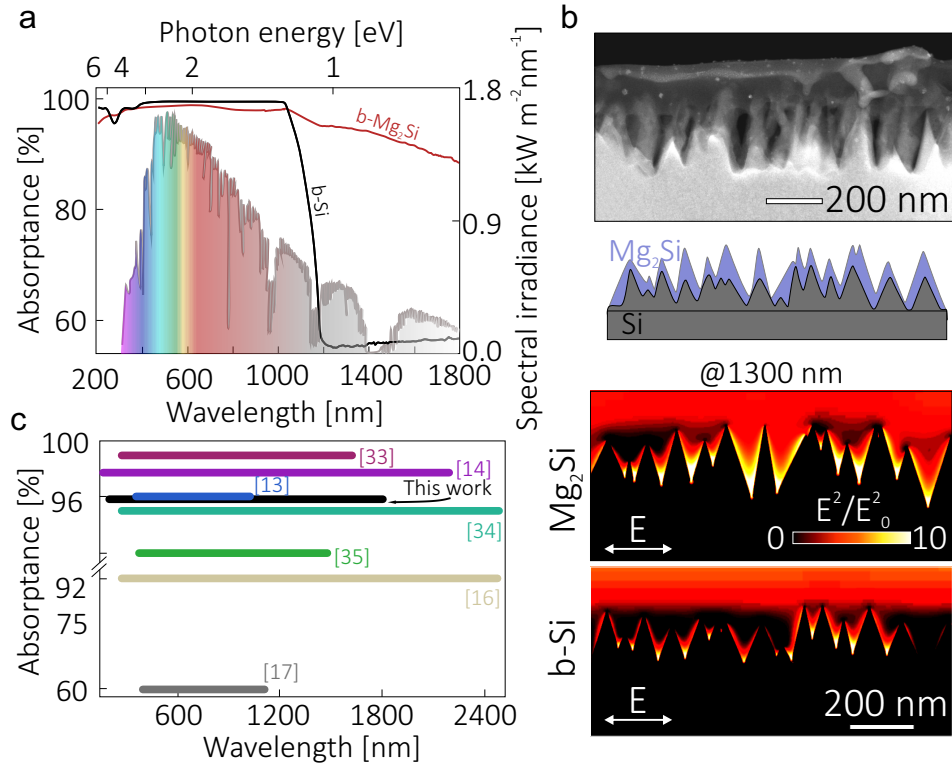 a
Photon energy [eV]
6 4 2 1
100
80
60
Absorptance [%]
b-Mg₂Si
b-Si
1.8
0.9
0.0
Spectral irradiance [kW m⁻² nm⁻¹]
200 600 1000 1400 1800
Wavelength [nm]
b
200 nm
Mg₂Si
Si
@1300 nm
Mg₂Si
E
E²/E²₀
0 10
b-Si
E
200 nm
c
100
96
92
75
60
Absorptance [%]
[33]
[14]
[13]
This work
[34]
[35]
[16]
[17]
600 1200 1800 2400
Wavelength [nm]